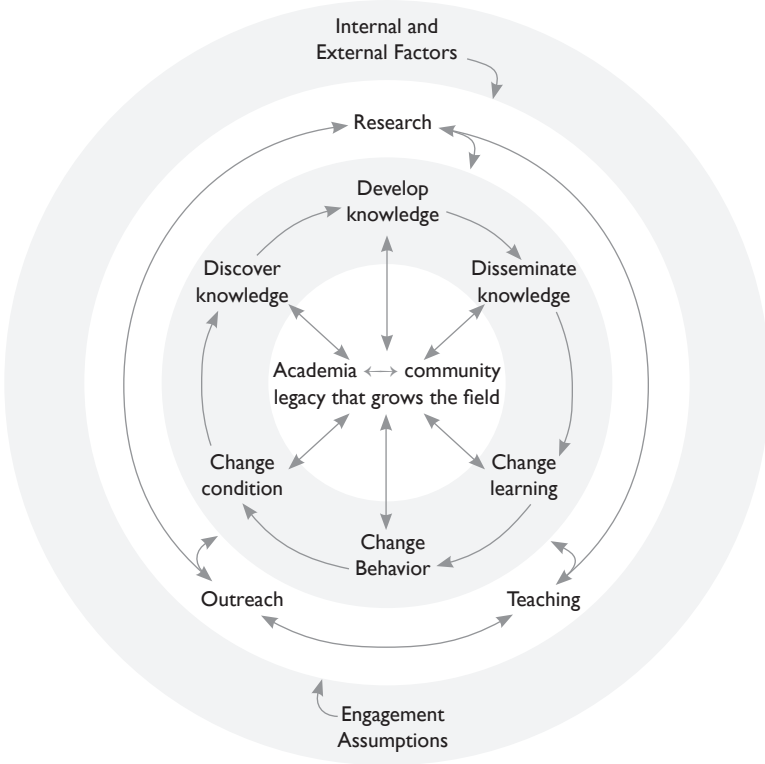 Internal and
External Factors
Research
Develop
knowledge
Discover
knowledge
Disseminate
knowledge
Academia ↔ community
legacy that grows the field
Change
condition
Change
learning
Change
Behavior
Outreach
Teaching
Engagement
Assumptions